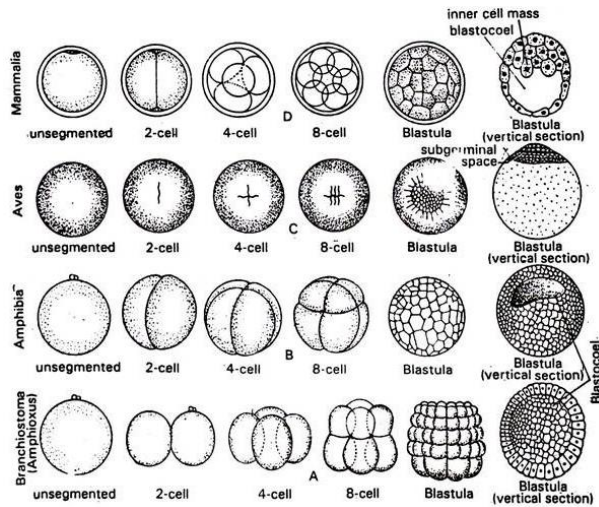 inner cell mass
blastocoel
Mammalia
unsegmented 2-cell 4-cell 8-cell Blastula Blastula
(vertical section)
D
subgerminal
space
Aves
unsegmented 2-cell 4-cell 8-cell Blastula Blastula
(vertical section)
C
Amphibia
unsegmented 2-cell 4-cell 8-cell Blastula Blastula
(vertical section)
B
Blastocoel
Branchiostoma
(Amphioxus)
unsegmented 2-cell 4-cell 8-cell Blastula Blastula
(vertical section)
A